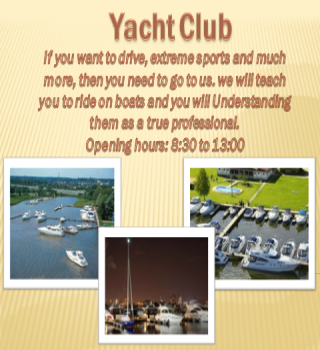 Yacht Club
If you want to drive, extreme sports and much
more, then you need to go to us. we will teach
you to ride on boats and you will Understanding
them as a true professional.
Opening hours: 8:30 to 13:00